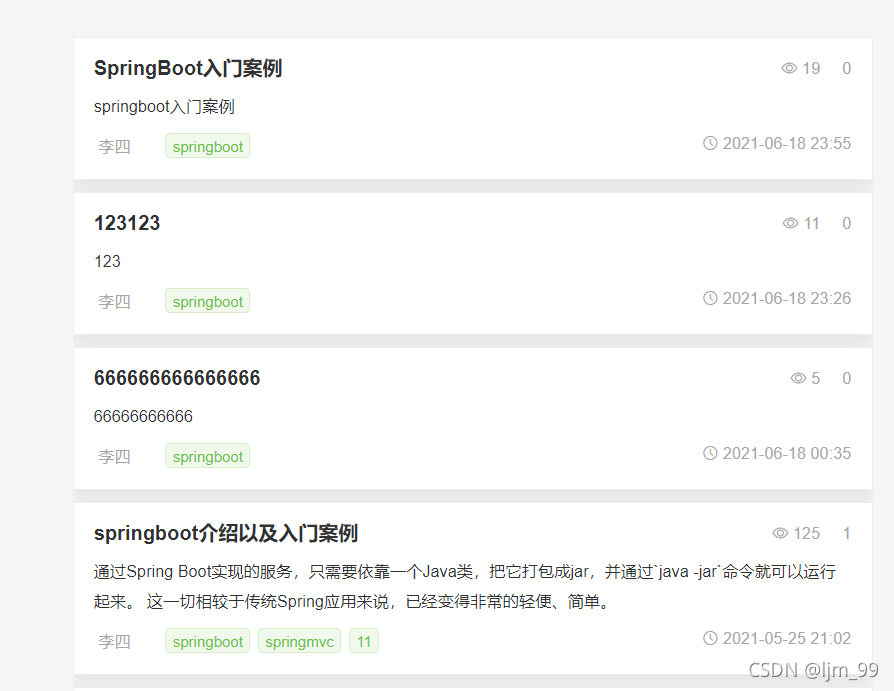 SpringBoot入门案例 19 0
springboot入门案例
李四 springboot 2021-06-18 23:55
123123 11 0
123
李四 springboot 2021-06-18 23:26
666666666666666 5 0
66666666666
李四 springboot 2021-06-18 00:35
springboot介绍以及入门案例 125 1
通过Spring Boot实现的服务，只需要依靠一个Java类，把它打包成jar，并通过`java -jar`命令就可以运行
起来。 这一切相较于传统Spring应用来说，已经变得非常的轻便、简单。
李四 springboot springmvc 11 2021-05-25 21:02
CSDN @ljm_99